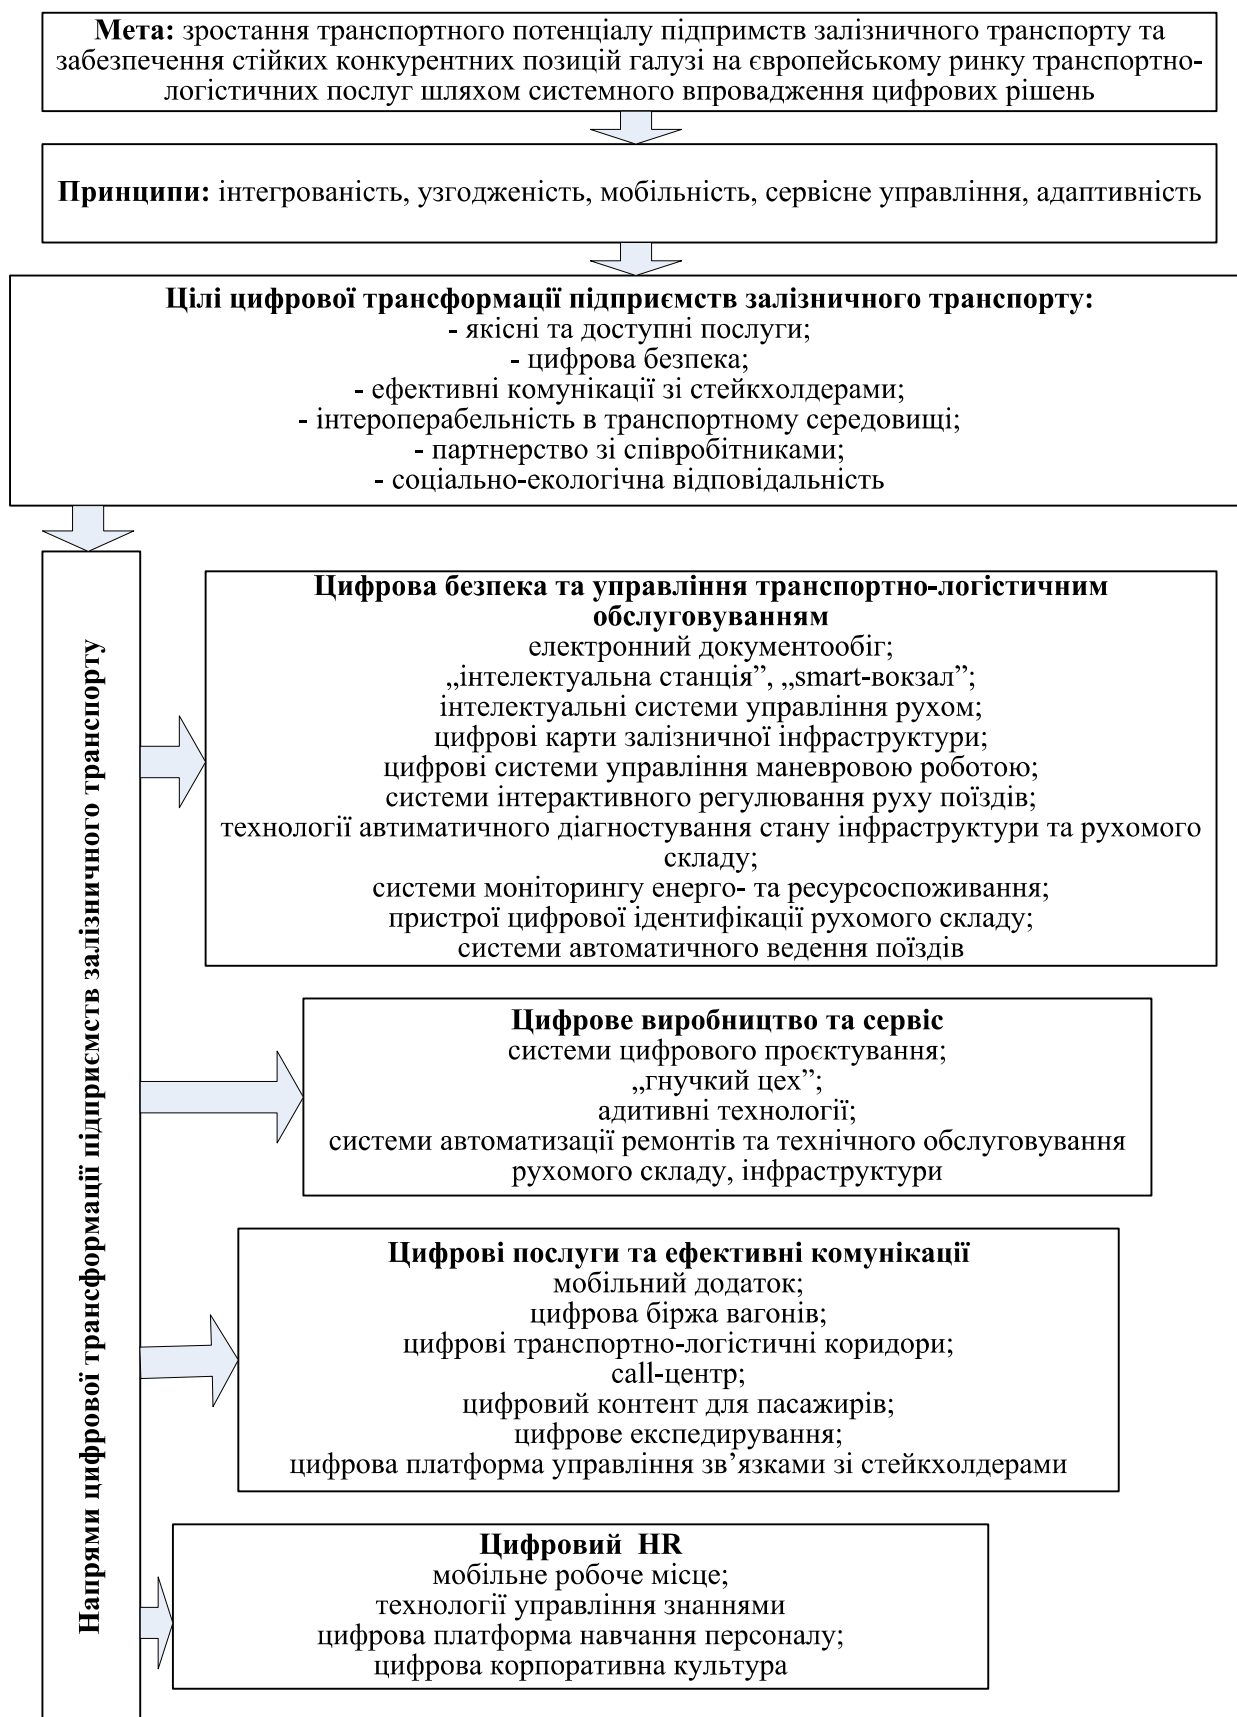 Мета: зростання транспортного потенціалу підпримств залізничного транспорту та
забезпечення стійких конкурентних позицій галузі на європейському ринку транспортно-
логістичних послуг шляхом системного впровадження цифрових рішень
Принципи: інтегрованість, узгодженість, мобільність, сервісне управління, адаптивність
Цілі цифрової трансформації підприємств залізничного транспорту:
- якісні та доступні послуги;
- цифрова безпека;
- ефективні комунікації зі стейкхолдерами;
- інтероперабельність в транспортному середовищі;
- партнерство зі співробітниками;
- соціально-екологічна відповідальність
Напрями цифрової трансформації підприємств залізничного транспорту
Цифрова безпека та управління транспортно-логістичним
обслуговуванням
електронний документообіг;
„інтелектуальна станція”, „smart-вокзал”;
інтелектуальні системи управління рухом;
цифрові карти залізничної інфраструктури;
цифрові системи управління маневровою роботою;
системи інтерактивного регулювання руху поїздів;
технології автиматичного діагностування стану інфраструктури та рухомого
складу;
системи моніторингу енерго- та ресурсоспоживання;
пристрої цифрової ідентифікації рухомого складу;
системи автоматичного ведення поїздів
Цифрове виробництво та сервіс
системи цифрового проєктування;
„гнучкий цех”;
адитивні технології;
системи автоматизації ремонтів та технічного обслуговування
рухомого складу, інфраструктури
Цифрові послуги та ефективні комунікації
мобільний додаток;
цифрова біржа вагонів;
цифрові транспортно-логістичні коридори;
call-центр;
цифровий контент для пасажирів;
цифрове експедирування;
цифрова платформа управління зв’язками зі стейкхолдерами
Цифровий HR
мобільне робоче місце;
технології управління знаннями
цифрова платформа навчання персоналу;
цифрова корпоративна культура